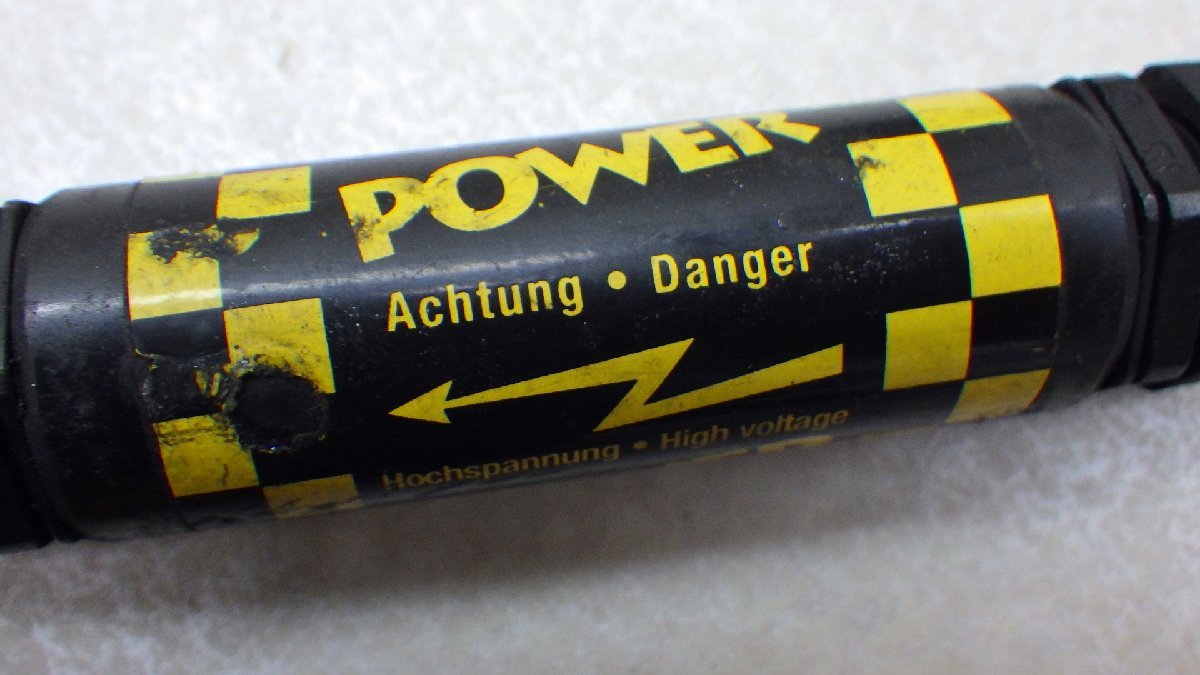 POWER
Achtung • Danger
Hochspannung • High voltage